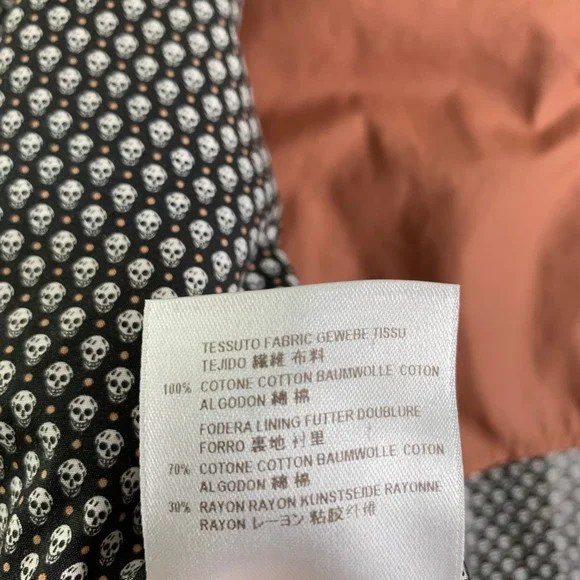 TESSUTO FABRIC GEWEBE TISSU
TEJIDO 繊維 布料
100% COTONE COTTON BAUMWOLLE COTON
ALGODON 綿 棉
FODERA LINING FUTTER DOUBLURE
FORRO 裏地 衬里
70% COTONE COTTON BAUMWOLLE COTON
ALGODON 綿 棉
30% RAYON RAYON KUNSTSEIDE RAYONNE
RAYON レーヨン 粘胶纤维